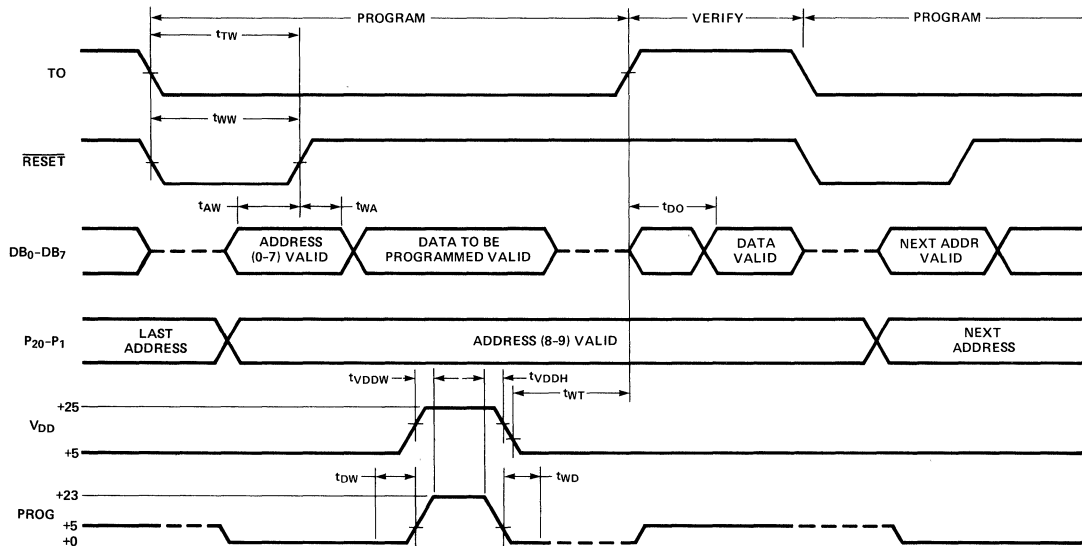 PROGRAM VERIFY PROGRAM
tTW
TO
tWW
RESET
tAW tWA tDO
DB0–DB7
ADDRESS (0–7) VALID
DATA TO BE PROGRAMMED VALID
DATA VALID
NEXT ADDR VALID
P20–P1
LAST ADDRESS
ADDRESS (8–9) VALID
NEXT ADDRESS
tVDDW tVDDH
tWT
+25
VDD
+5
tDW tWD
+23
PROG
+5
+0